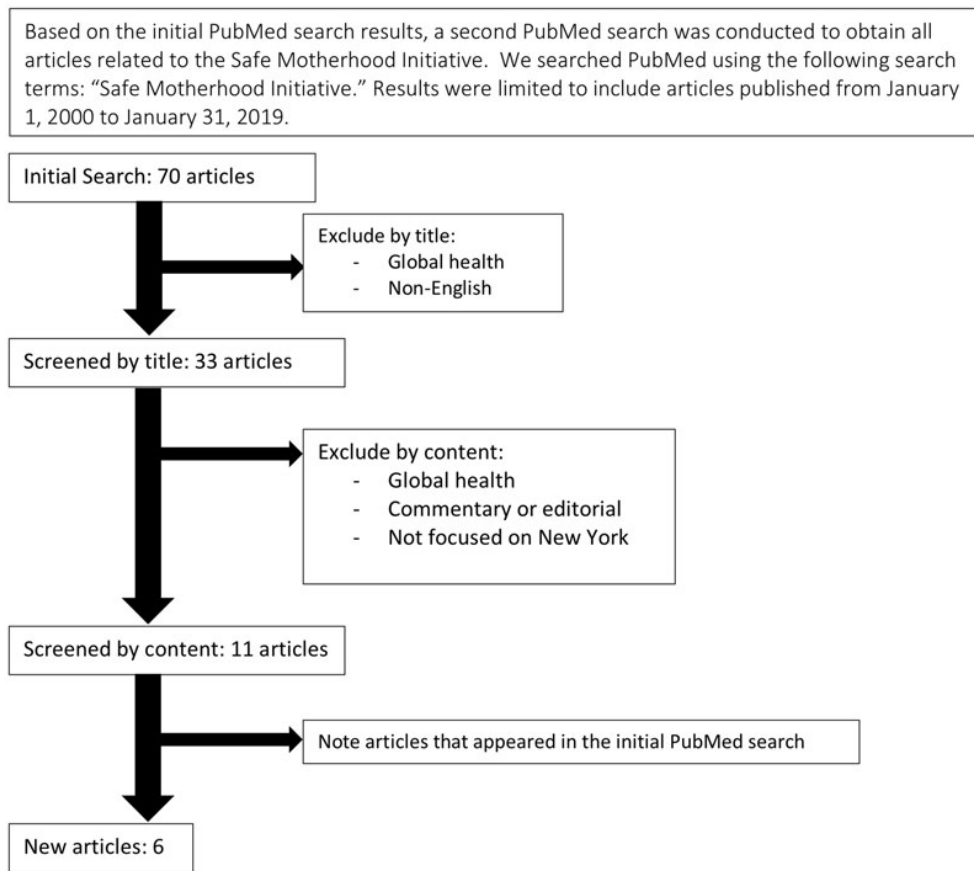 Based on the initial PubMed search results, a second PubMed search was conducted to obtain all
articles related to the Safe Motherhood Initiative.  We searched PubMed using the following search
terms: “Safe Motherhood Initiative.” Results were limited to include articles published from January
1, 2000 to January 31, 2019.
Initial Search: 70 articles
Exclude by title:
- Global health
- Non-English
Screened by title: 33 articles
Exclude by content:
- Global health
- Commentary or editorial
- Not focused on New York
Screened by content: 11 articles
Note articles that appeared in the initial PubMed search
New articles: 6